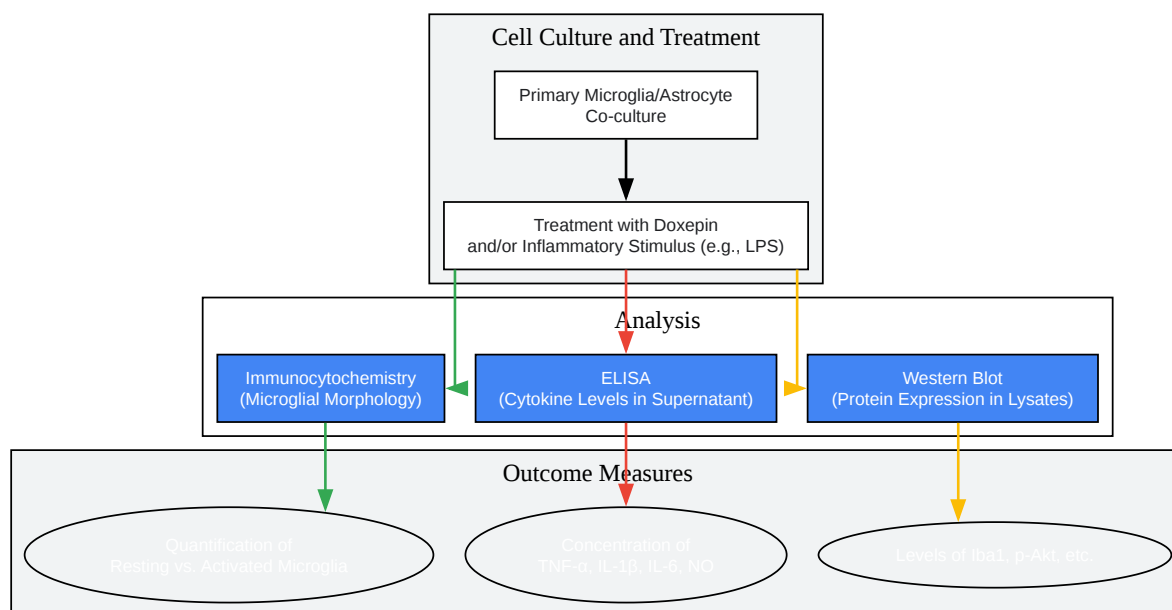 Cell Culture and Treatment
Primary Microglia/Astrocyte
Co-culture
Treatment with Doxepin
and/or Inflammatory Stimulus (e.g., LPS)
Analysis
Immunocytochemistry
(Microglial Morphology)
ELISA
(Cytokine Levels in Supernatant)
Western Blot
(Protein Expression in Lysates)
Outcome Measures
Quantification of
Resting vs. Activated Microglia
Concentration of
TNF-α, IL-1β, IL-6, NO
Levels of Iba1, p-Akt, etc.